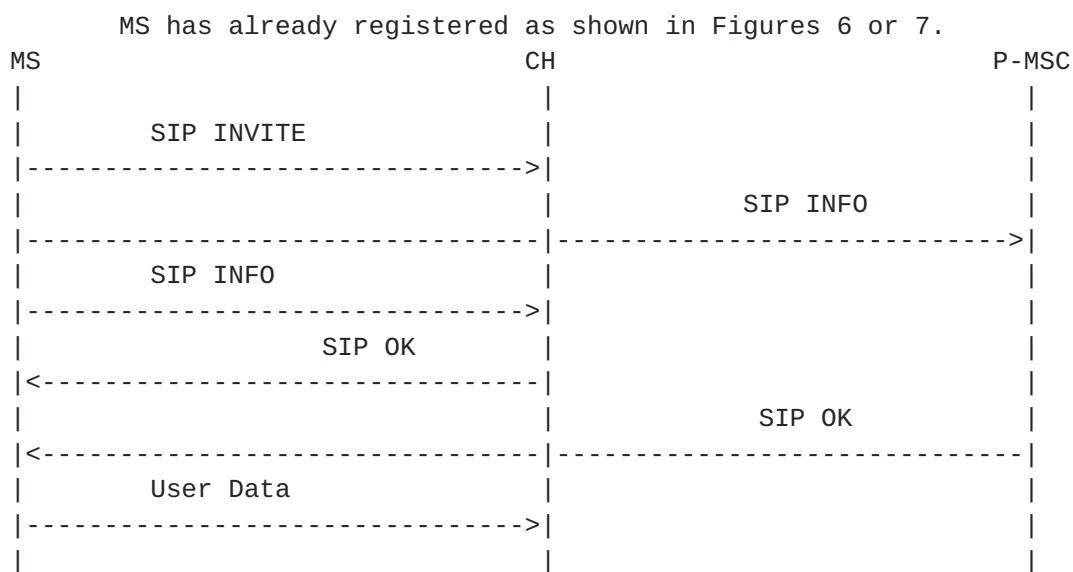 MS has already registered as shown in Figures 6 or 7.
MS CH P-MSC
SIP INVITE
SIP INFO
SIP INFO
SIP OK
SIP OK
User Data